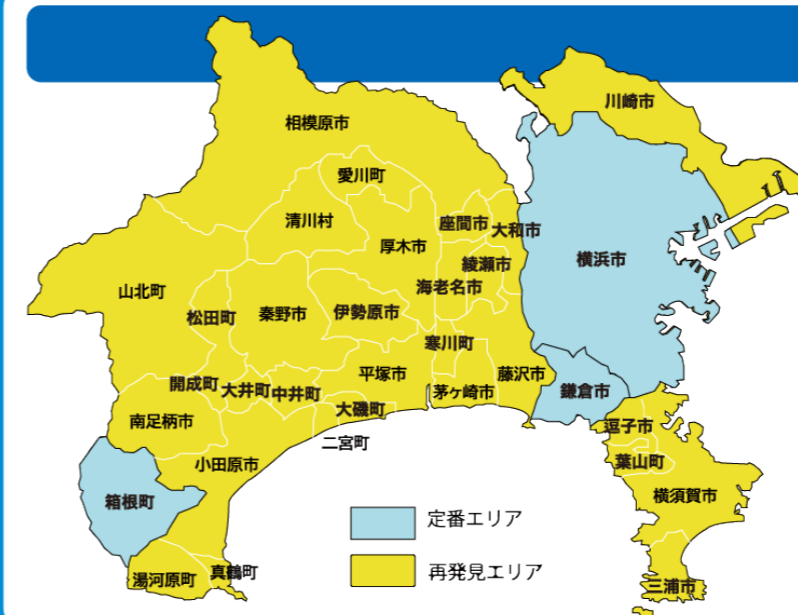 川崎市
相模原市
愛川町
清川村
座間市
大和市
厚木市
横浜市
綾瀬市
山北町
海老名市
松田町
秦野市
伊勢原市
寒川町
平塚市
藤沢市
開成町
大井町
中井町
茅ヶ崎市
鎌倉市
大磯町
南足柄市
逗子市
二宮町
小田原市
葉山町
箱根町
横須賀市
定番エリア
再発見エリア
湯河原町
真鶴町
三浦市